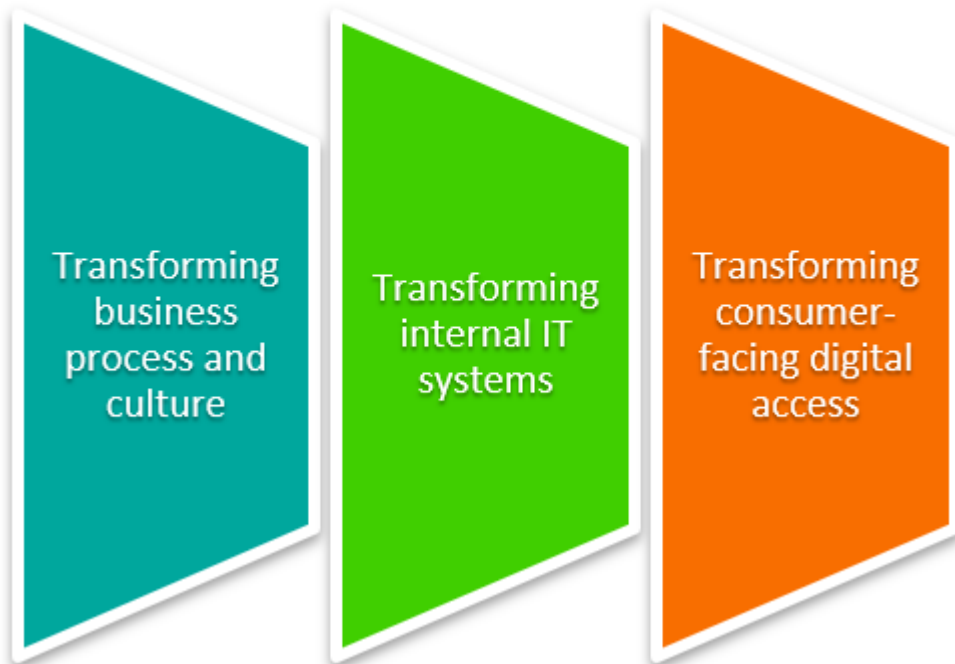 Transforming
business
process and
culture
Transforming
internal IT
systems
Transforming
consumer-
facing digital
access